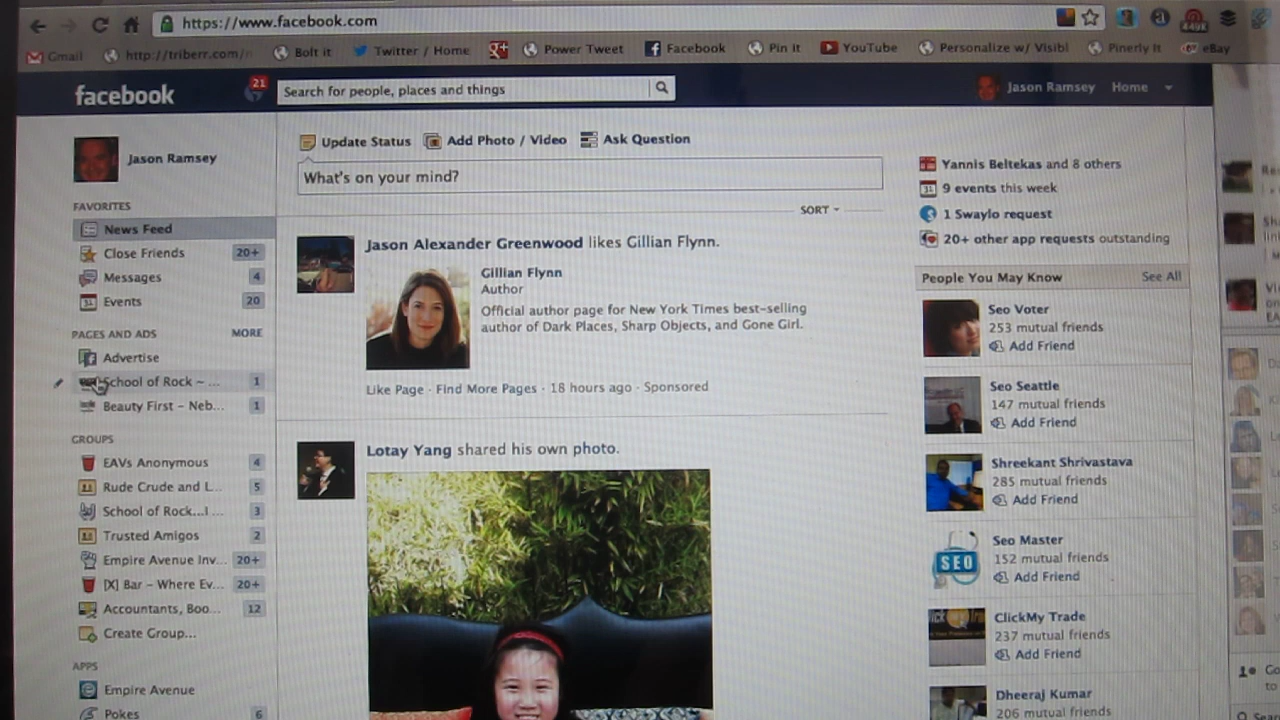 https://www.facebook.com
449K
Gmail
http://triberr.com/
Bolt it
Twitter / Home
Power Tweet
Facebook
Pin It
YouTube
Personalize w/ Visibl
Pinerly It
eBay
facebook
21
Search for people, places and things
Jason Ramsey
Home
Jason Ramsey
FAVORITES
News Feed
Close Friends 20+
Messages 4
Events 20
PAGES AND ADS MORE
Advertise
School of Rock ~ ... 1
Beauty First – Neb... 1
GROUPS
EAVs Anonymous 4
Rude Crude and L... 5
School of Rock...I ... 3
Trusted Amigos 2
Empire Avenue Inv... 20+
[X] Bar – Where Ev... 20+
Accountants, Boo... 12
Create Group...
APPS
Empire Avenue
Pokes 6
Update Status Add Photo / Video Ask Question
What's on your mind?
SORT
Jason Alexander Greenwood likes Gillian Flynn.
Gillian Flynn
Author
Official author page for New York Times best-selling
author of Dark Places, Sharp Objects, and Gone Girl.
Like Page · Find More Pages · 18 hours ago · Sponsored
Lotay Yang shared his own photo.
Yannis Beltekas and 8 others
31 9 events this week
1 Swaylo request
20+ other app requests outstanding
People You May Know See All
Seo Voter
253 mutual friends
Add Friend
Seo Seattle
147 mutual friends
Add Friend
Shreekant Shrivastava
285 mutual friends
Add Friend
SEO
Seo Master
152 mutual friends
Add Friend
ClickMy Trade
237 mutual friends
Add Friend
Dheeraj Kumar
206 mutual friends